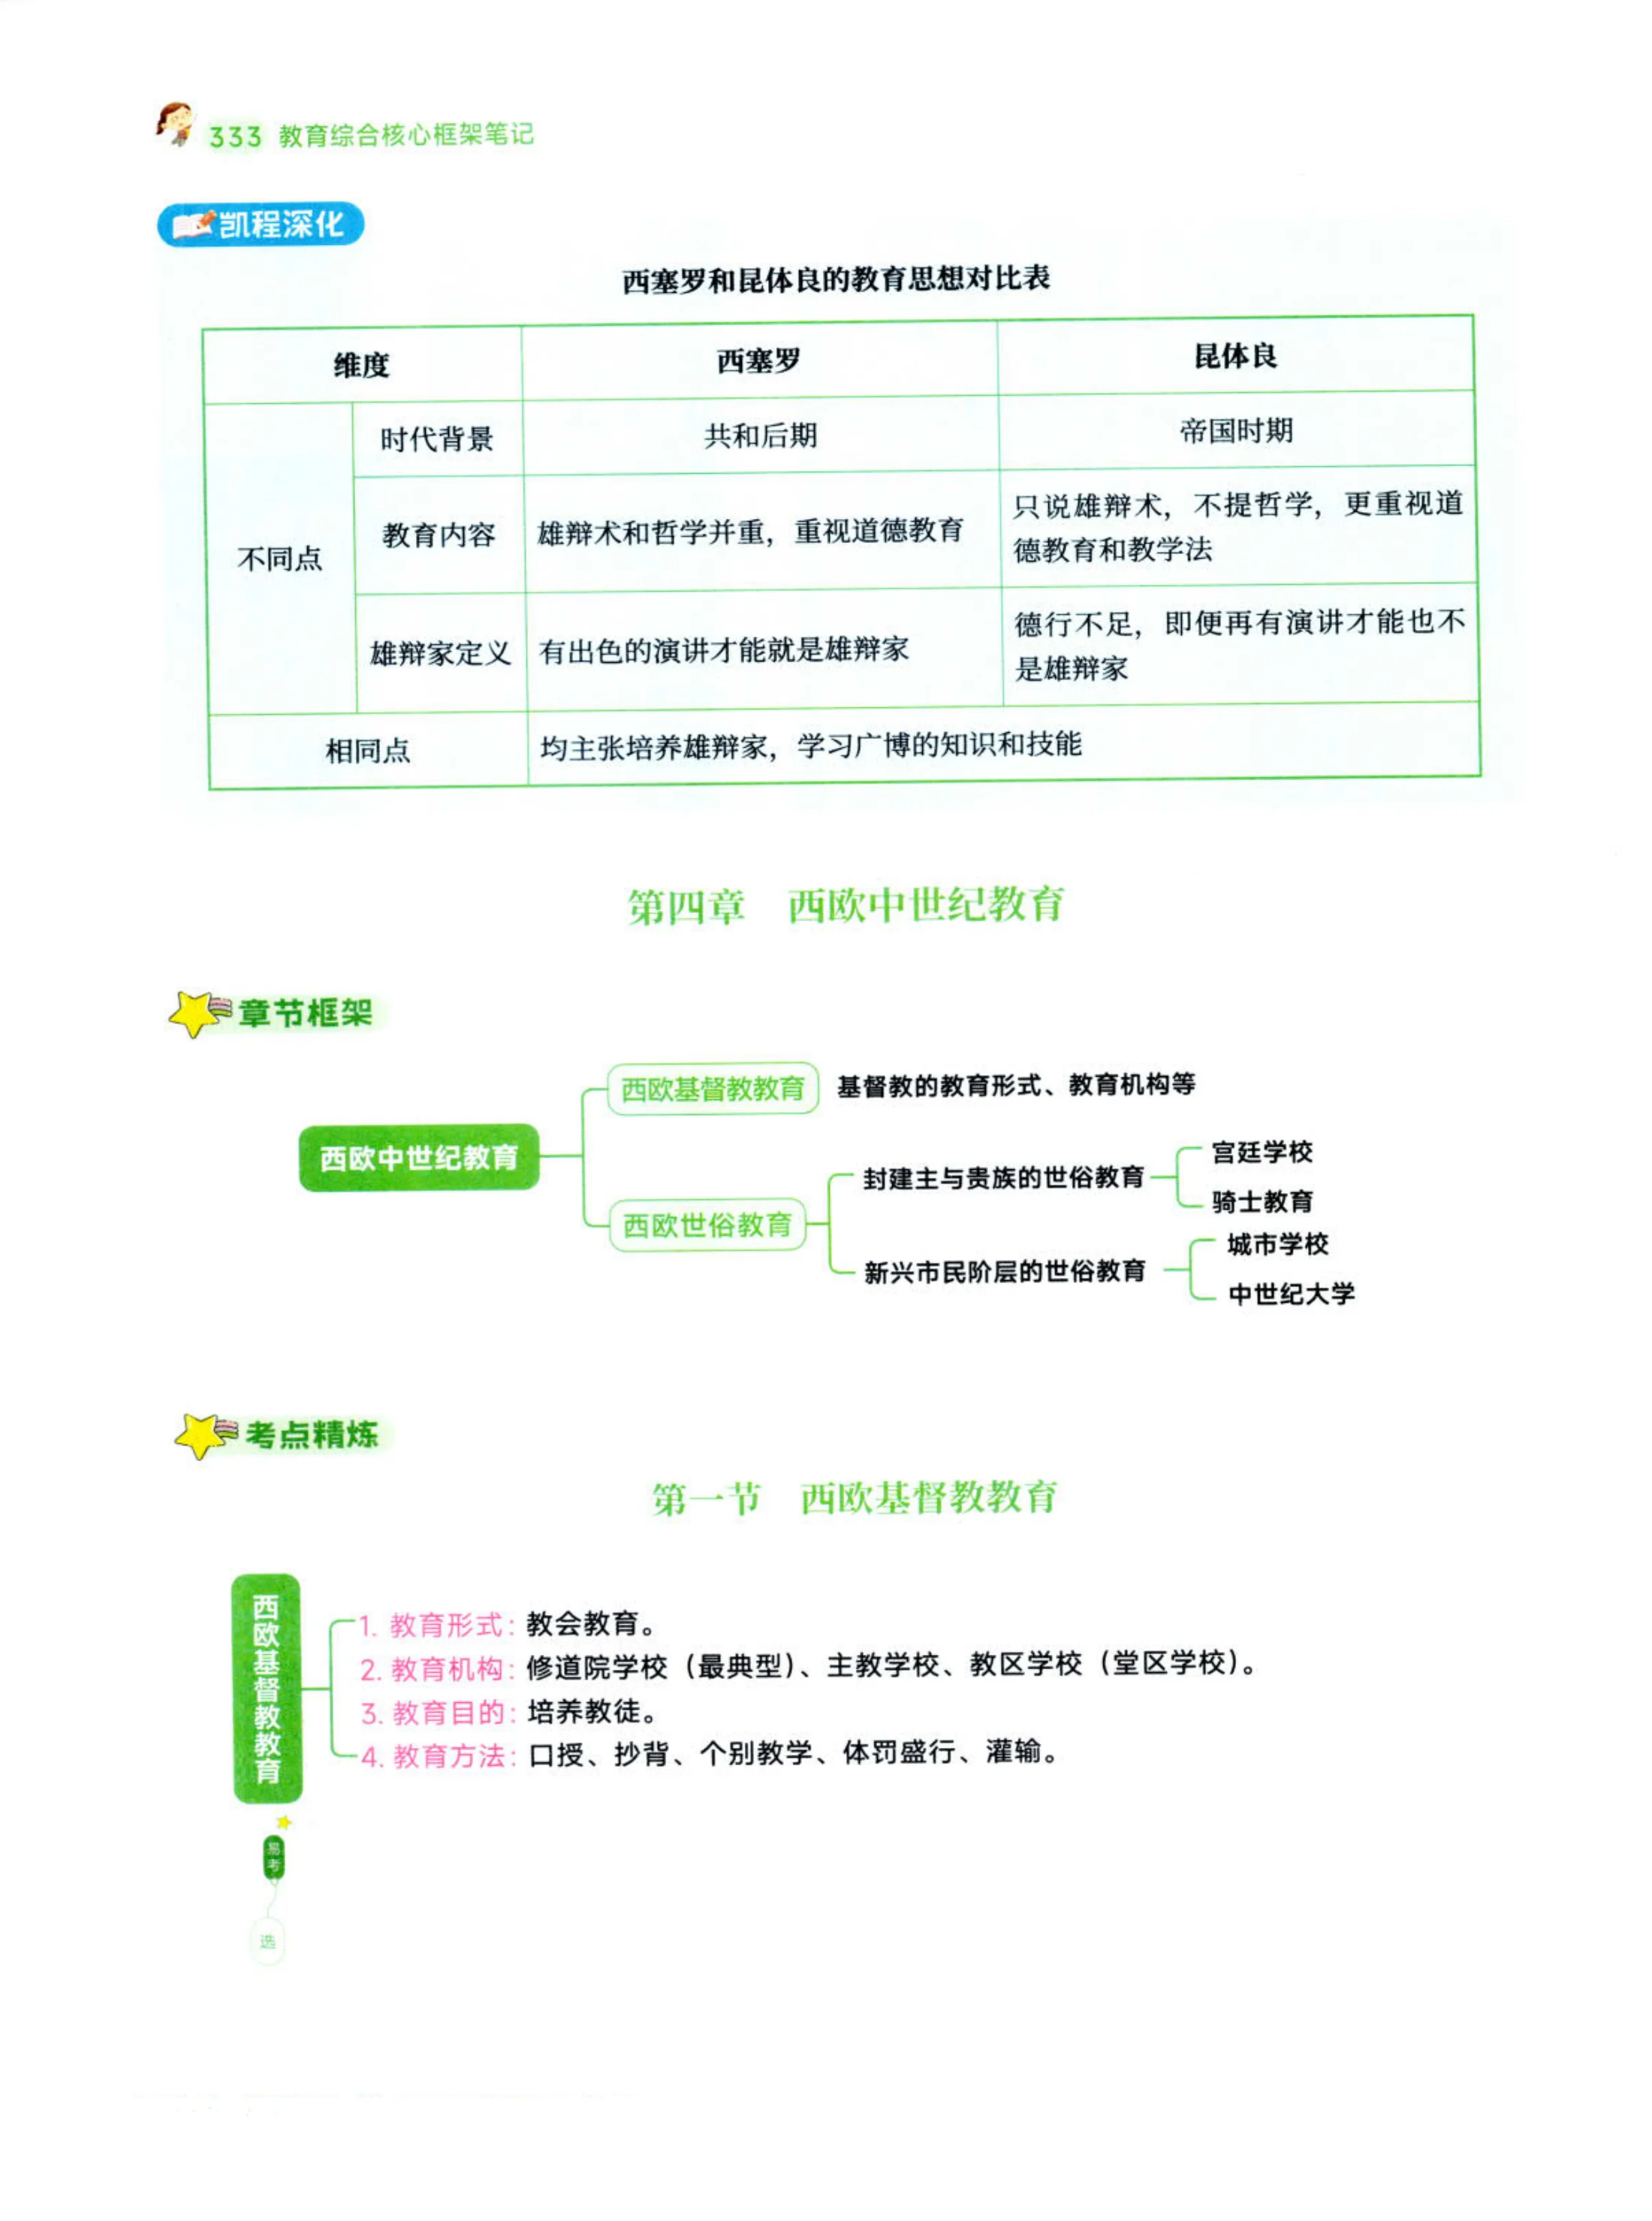 333 教育综合核心框架笔记
凯程深化
西塞罗和昆体良的教育思想对比表
维度 西塞罗 昆体良
不同点
时代背景 共和后期 帝国时期
教育内容 雄辩术和哲学并重，重视道德教育 只说雄辩术，不提哲学，更重视道
德教育和教学法
雄辩家定义 有出色的演讲才能就是雄辩家 德行不足，即便再有演讲才能也不
是雄辩家
相同点 均主张培养雄辩家，学习广博的知识和技能
第四章 西欧中世纪教育
章节框架
西欧中世纪教育
西欧基督教教育 基督教的教育形式、教育机构等
西欧世俗教育
封建主与贵族的世俗教育
宫廷学校
骑士教育
新兴市民阶层的世俗教育
城市学校
中世纪大学
考点精炼
第一节 西欧基督教教育
西欧基督教教育
1. 教育形式：教会教育。
2. 教育机构：修道院学校（最典型）、主教学校、教区学校（堂区学校）。
3. 教育目的：培养教徒。
4. 教育方法：口授、抄背、个别教学、体罚盛行、灌输。
易考
选